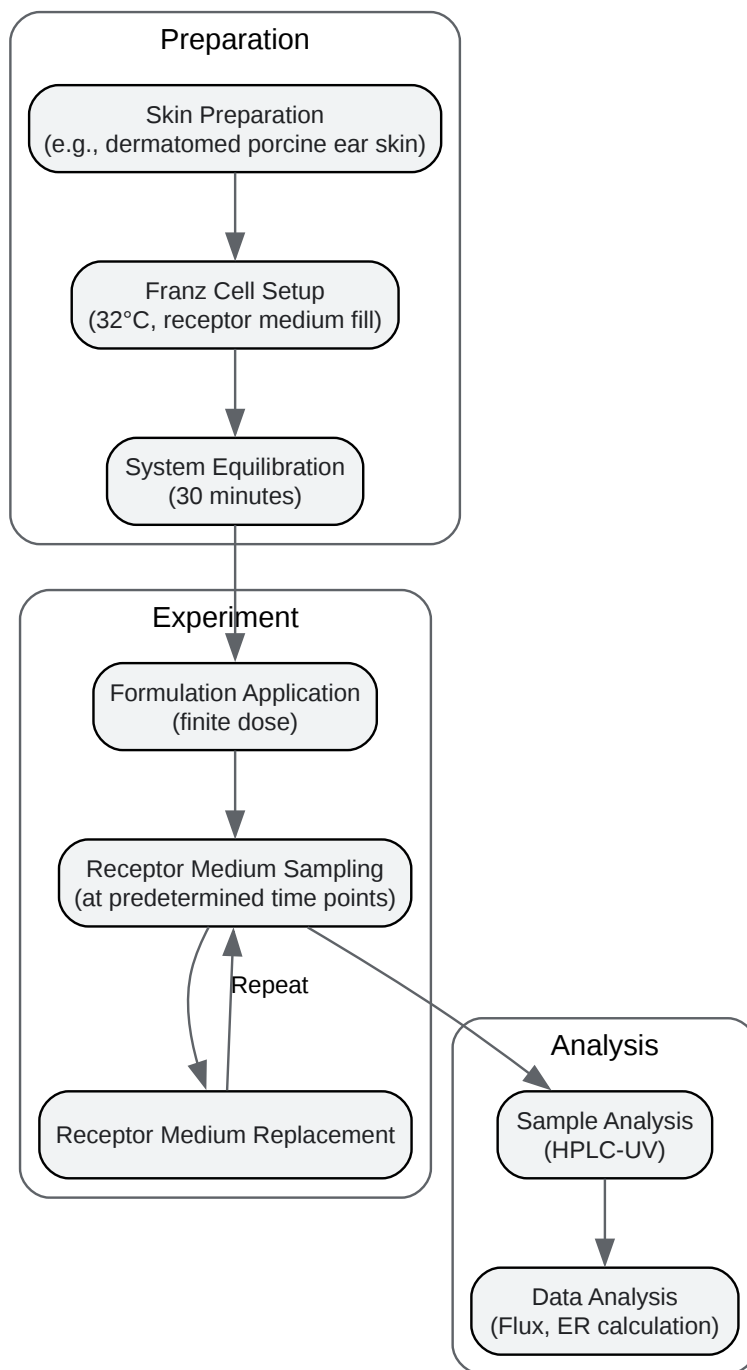 Preparation
Skin Preparation
(e.g., dermatomed porcine ear skin)
Franz Cell Setup
(32°C, receptor medium fill)
System Equilibration
(30 minutes)
Experiment
Formulation Application
(finite dose)
Receptor Medium Sampling
(at predetermined time points)
Repeat
Receptor Medium Replacement
Analysis
Sample Analysis
(HPLC-UV)
Data Analysis
(Flux, ER calculation)